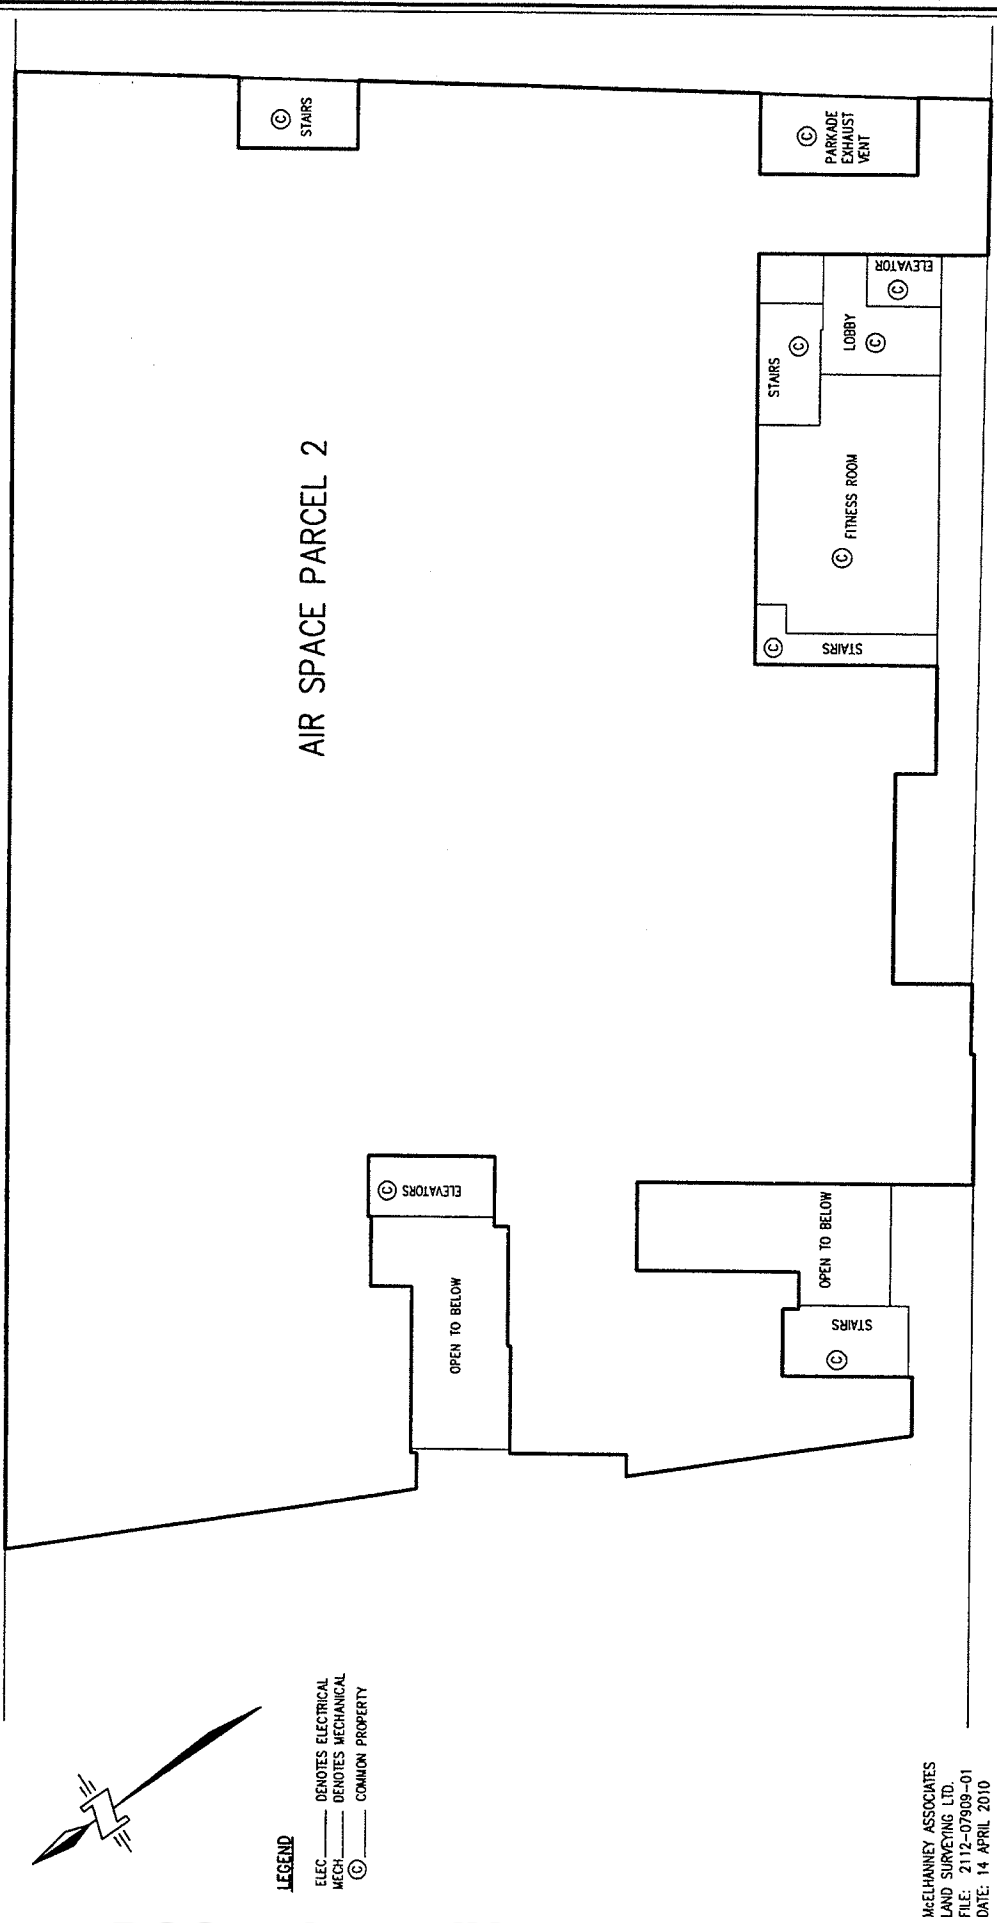 Ⓒ
STAIRS
Ⓒ
PARKADE
EXHAUST
VENT
ELEVATOR
Ⓒ
LOBBY
Ⓒ
STAIRS
Ⓒ
AIR SPACE PARCEL 2
Ⓒ FITNESS ROOM
Ⓒ
STAIRS
Ⓒ ELEVATORS
OPEN TO BELOW
OPEN TO BELOW
STAIRS
Ⓒ
N
LEGEND
ELEC DENOTES ELECTRICAL
MECH DENOTES MECHANICAL
Ⓒ COMMON PROPERTY
McELHANNEY ASSOCIATES
LAND SURVEYING LTD.
FILE: 2112-07909-01
DATE: 14 APRIL 2010